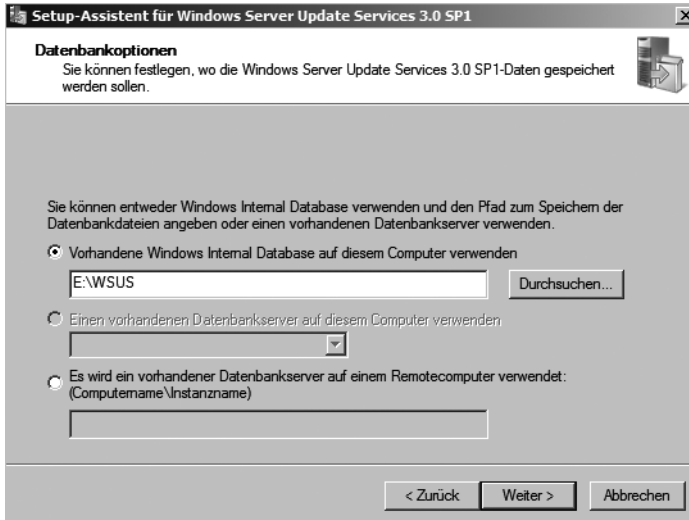 Setup-Assistent für Windows Server Update Services 3.0 SP1
Datenbankoptionen
Sie können festlegen, wo die Windows Server Update Services 3.0 SP1-Daten gespeichert
werden sollen.
Sie können entweder Windows Internal Database verwenden und den Pfad zum Speichern der
Datenbankdateien angeben oder einen vorhandenen Datenbankserver verwenden.
Vorhandene Windows Internal Database auf diesem Computer verwenden
E:\WSUS
Durchsuchen...
Einen vorhandenen Datenbankserver auf diesem Computer verwenden
Es wird ein vorhandener Datenbankserver auf einem Remotecomputer verwendet:
(Computername\Instanzname)
< Zurück
Weiter >
Abbrechen